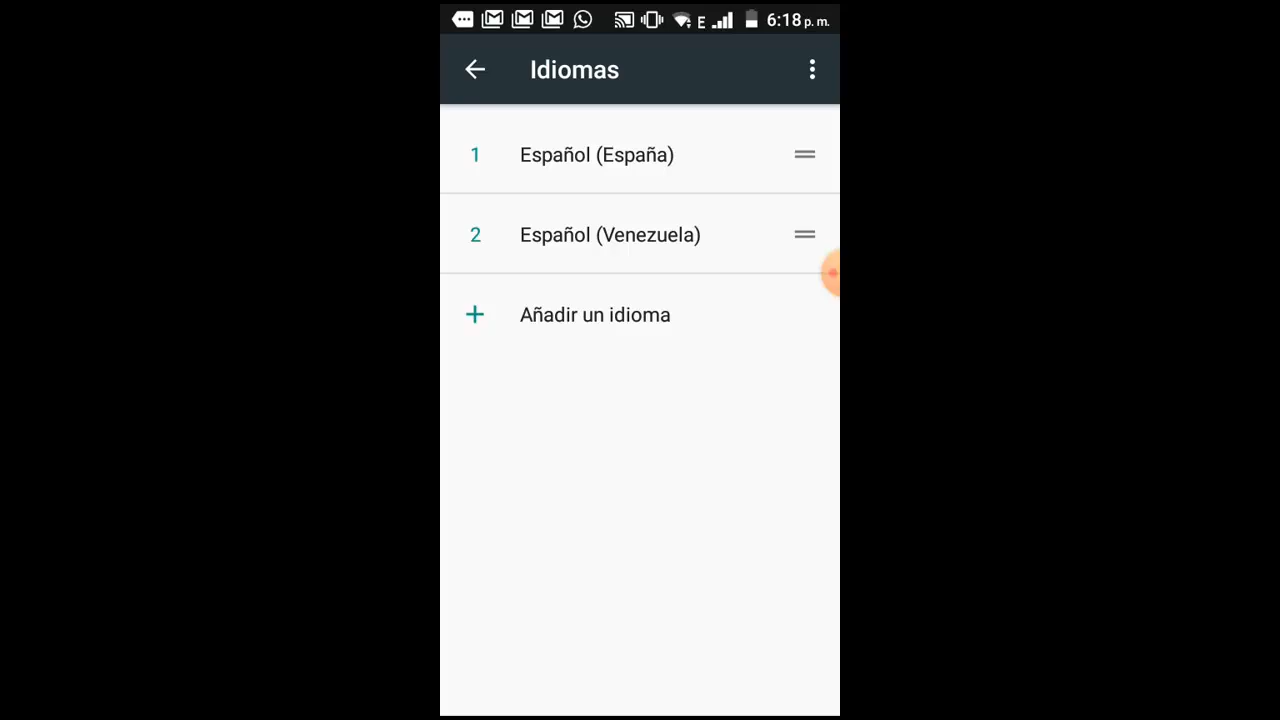 E 6:18 p. m.
Idiomas
1 Español (España)
2 Español (Venezuela)
+ Añadir un idioma